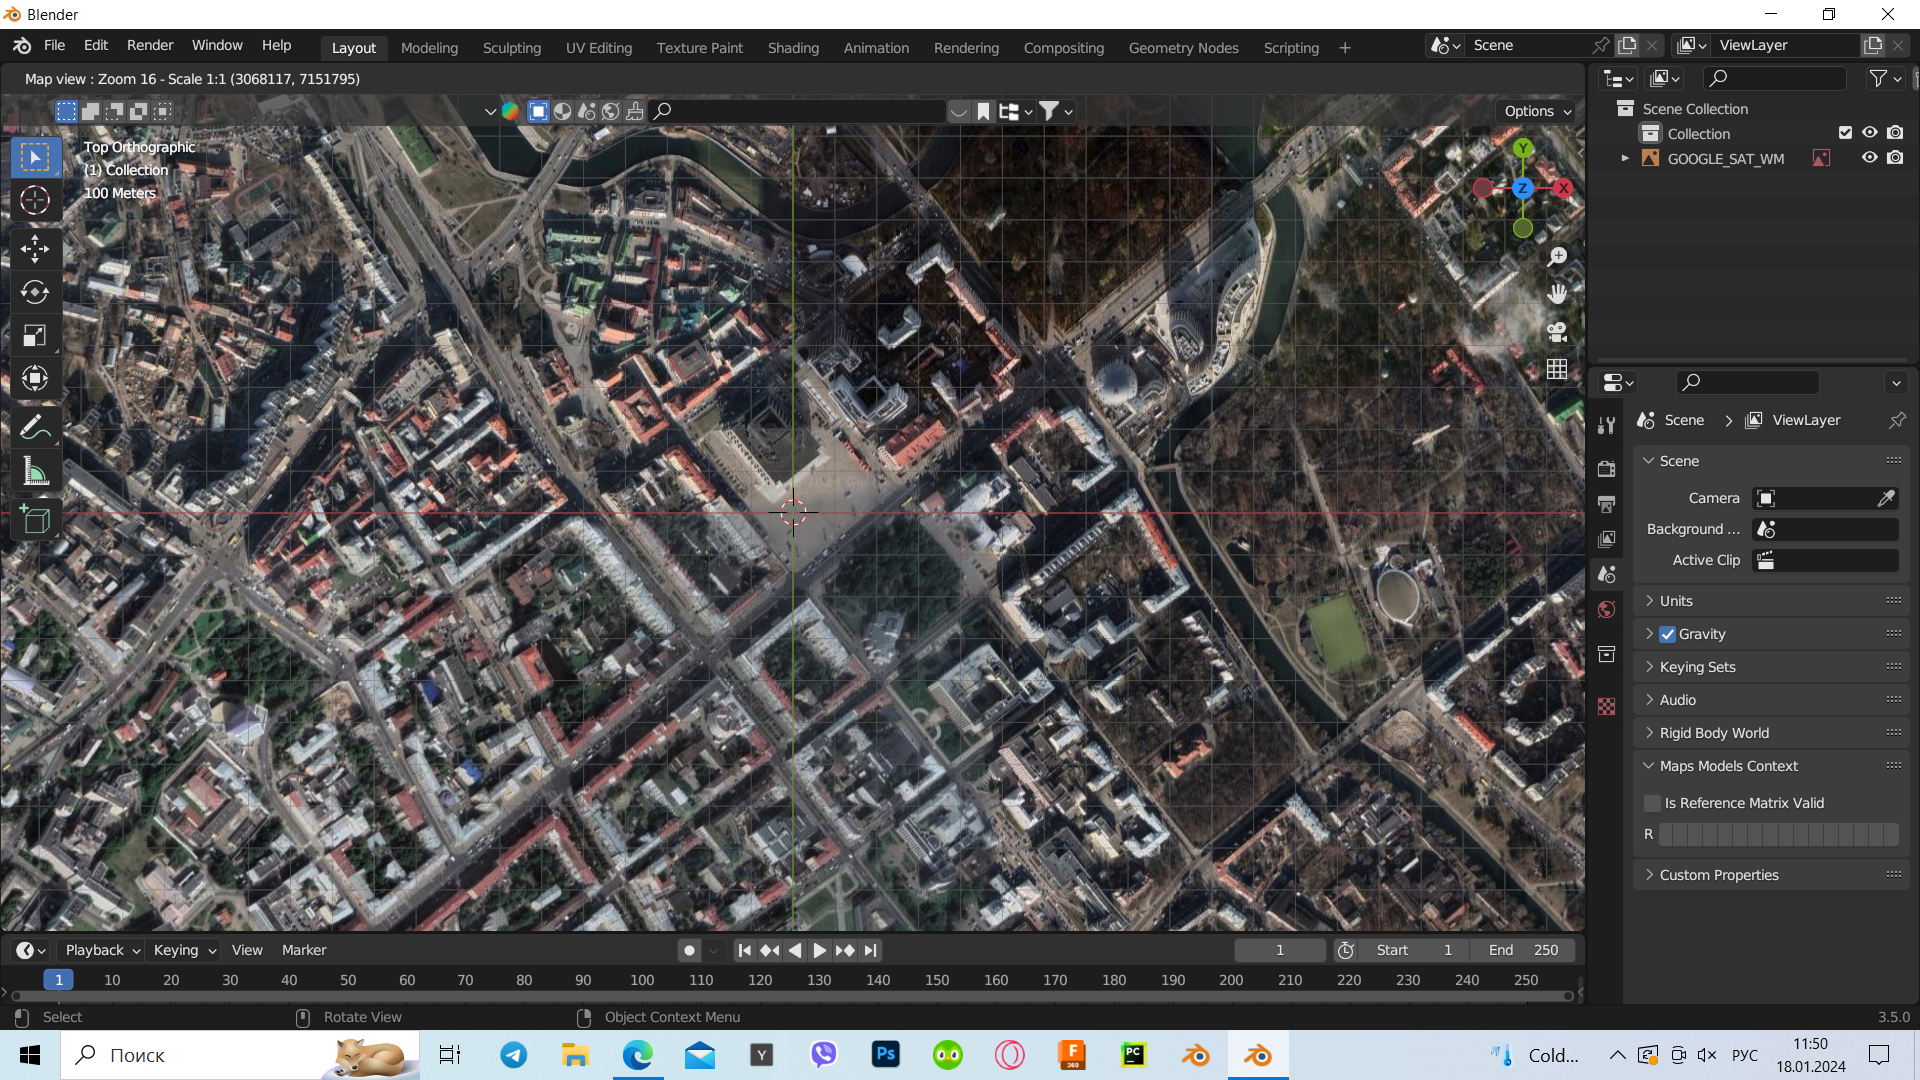 Blender
File Edit Render Window Help Layout Modeling Sculpting UV Editing Texture Paint Shading Animation Rendering Compositing Geometry Nodes Scripting + Scene ViewLayer
Map view : Zoom 16 - Scale 1:1 (3068117, 7151795)
Options
Top Orthographic
(1) Collection
100 Meters
Y
Z
X
Scene Collection
Collection
GOOGLE_SAT_WM
Scene ViewLayer
Scene
Camera
Background ...
Active Clip
Units
Gravity
Keying Sets
Audio
Rigid Body World
Maps Models Context
Is Reference Matrix Valid
R
Custom Properties
Playback Keying View Marker 1 Start 1 End 250
1 10 20 30 40 50 60 70 80 90 100 110 120 130 140 150 160 170 180 190 200 210 220 230 240 250
Select Rotate View Object Context Menu 3.5.0
Поиск
Y
Ps
F
360
PC
Cold...
РУС
11:50
18.01.2024